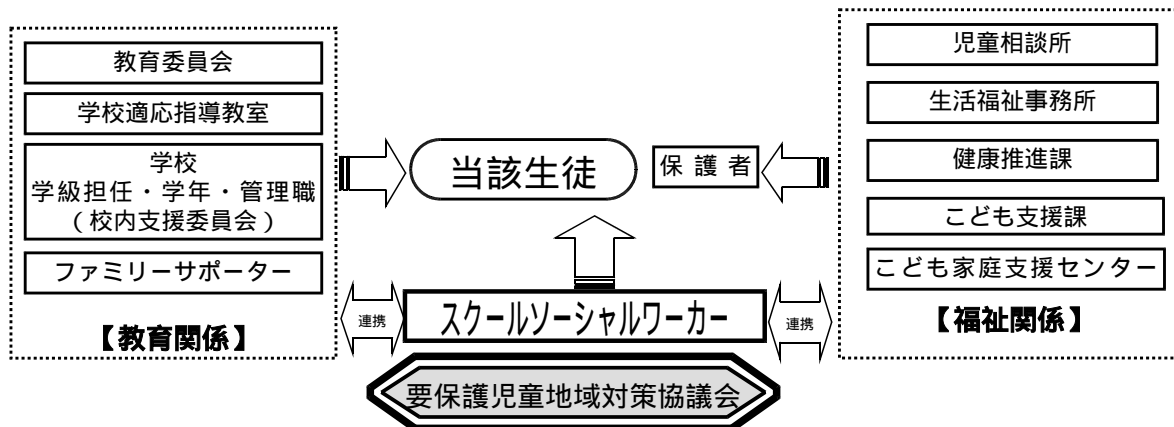 教育委員会
学校適応指導教室
学校
学級担任・学年・管理職
（校内支援委員会）
ファミリーサポーター
【教育関係】
当該生徒
保護者
連携
スクールソーシャルワーカー
連携
要保護児童地域対策協議会
児童相談所
生活福祉事務所
健康推進課
こども支援課
こども家庭支援センター
【福祉関係】